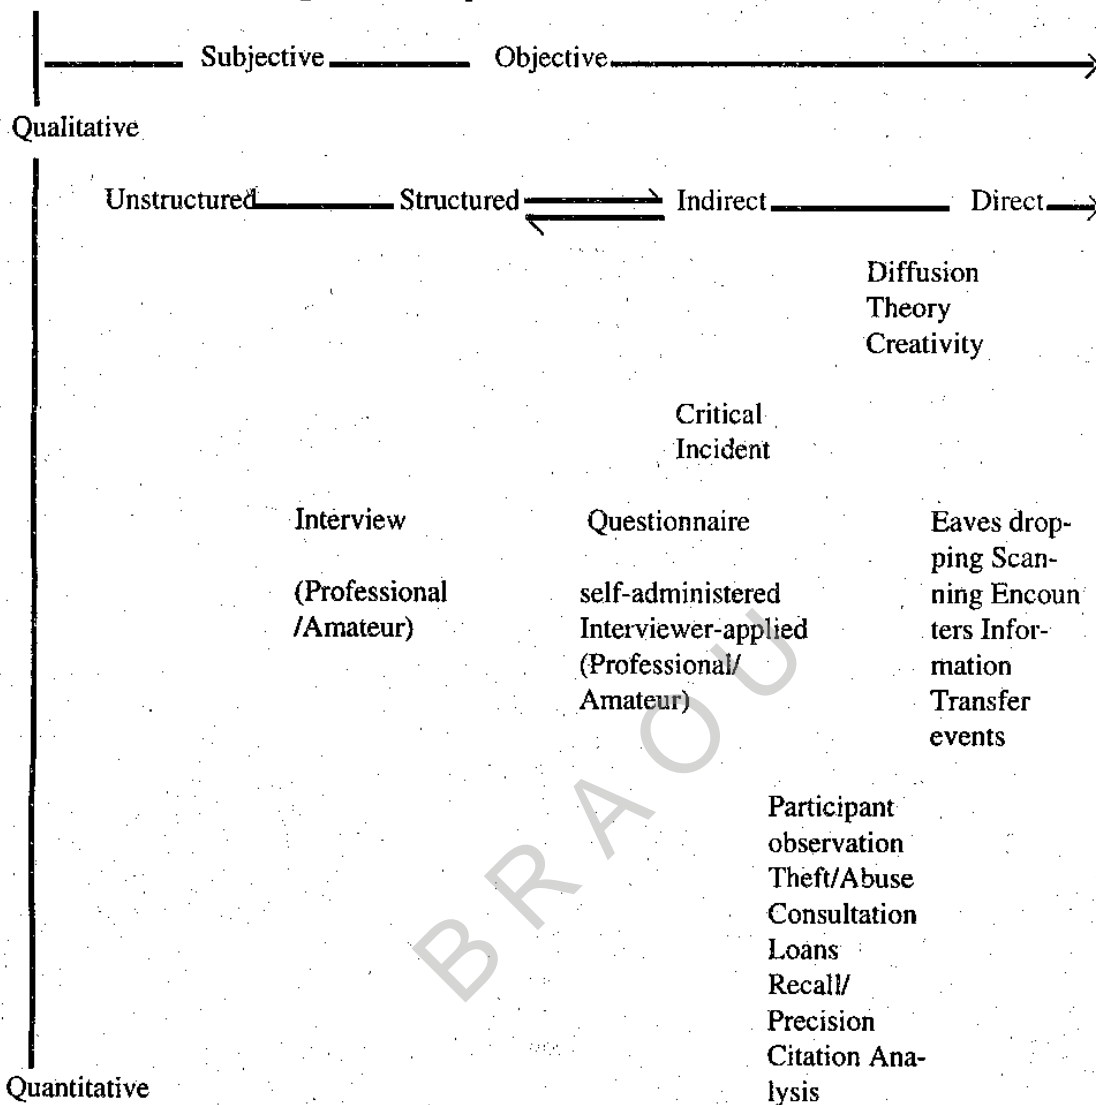 Subjective Objective
Qualitative
Unstructured Structured Indirect Direct
Diffusion
Theory
Creativity
Critical
Incident
Interview
(Professional
/Amateur)
Questionnaire
self-administered
Interviewer-applied
(Professional/
Amateur)
Eaves drop-
ping Scan-
ning Encoun
ters Infor-
mation
Transfer
events
Participant
observation
Theft/Abuse
Consultation
Loans
Recall/
Precision
Citation Ana-
lysis
Quantitative
BRAOU